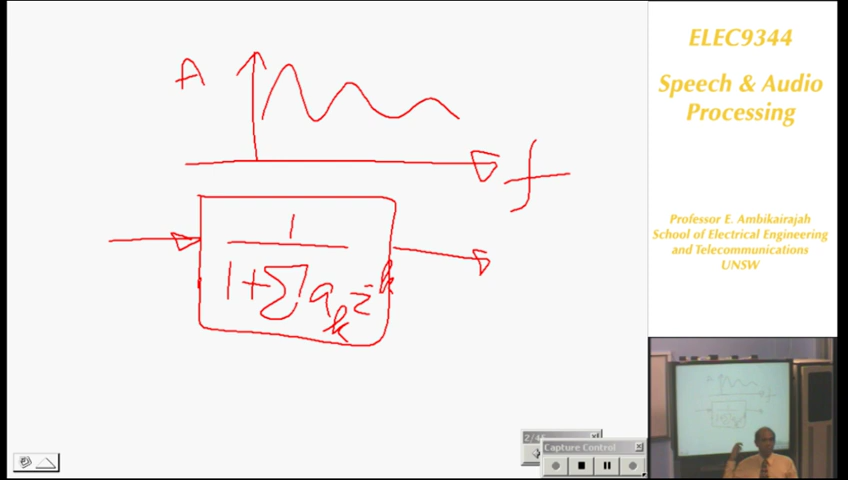 A
f
1
1+∑ a_k z^-k
ELEC9344
Speech & Audio
Processing
Professor E. Ambikairajah
School of Electrical Engineering
and Telecommunications
UNSW
Capture Control